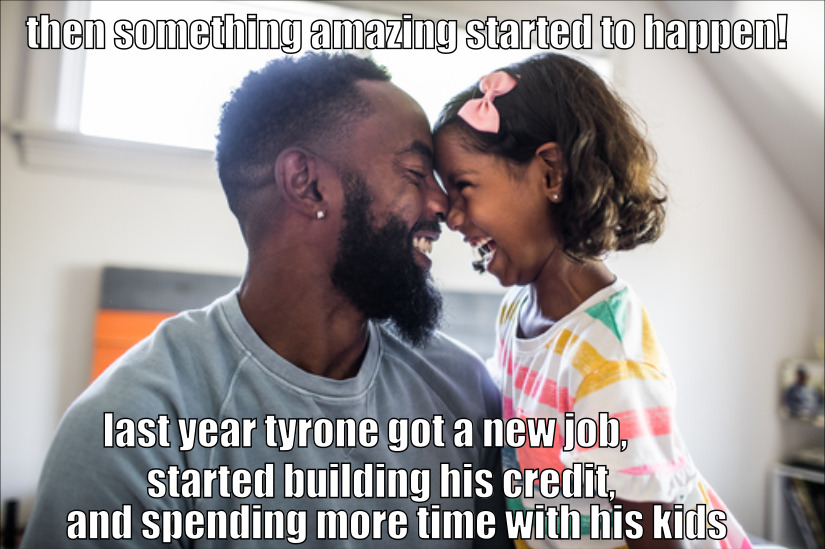 then something amazing started to happen!
last year tyrone got a new job,
started building his credit,
and spending more time with his kids